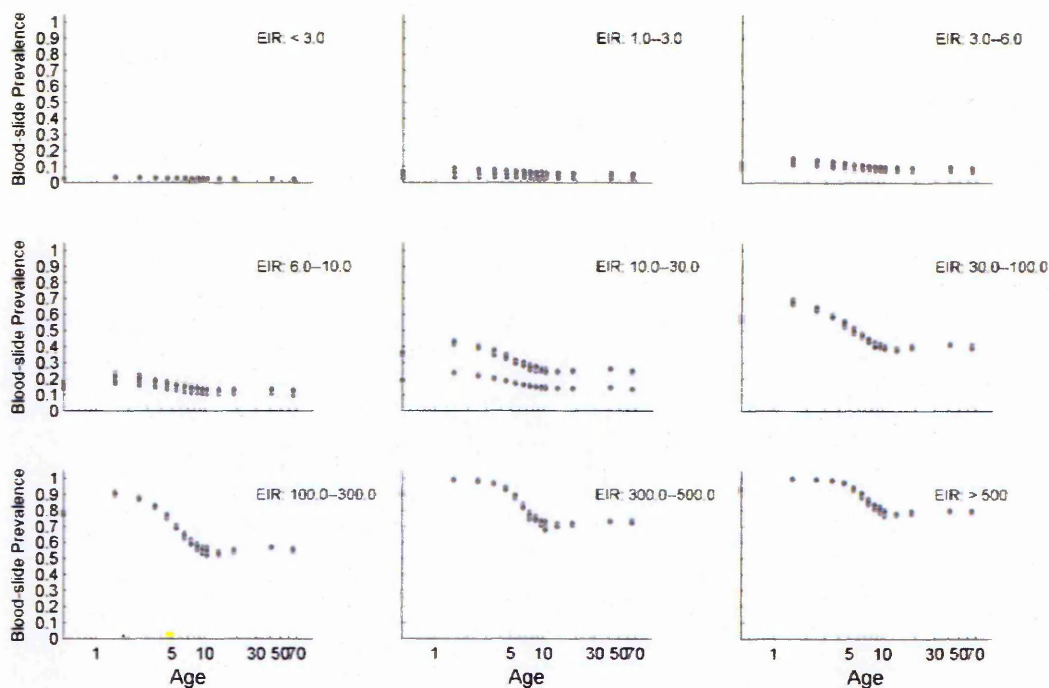 Blood-slide Prevalence
1
0.9
0.8
0.7
0.6
0.5
0.4
0.3
0.2
0.1
0
EIR: < 3.0
EIR: 1.0--3.0
EIR: 3.0--6.0
Blood-slide Prevalence
1
0.9
0.8
0.7
0.6
0.5
0.4
0.3
0.2
0.1
0
EIR: 6.0--10.0
EIR: 10.0--30.0
EIR: 30.0--100.0
Blood-slide Prevalence
1
0.9
0.8
0.7
0.6
0.5
0.4
0.3
0.2
0.1
0
EIR: 100.0--300.0
EIR: 300.0--500.0
EIR: > 500
1 5 10 30 50 70
Age
1 5 10 30 50 70
Age
1 5 10 30 50 70
Age